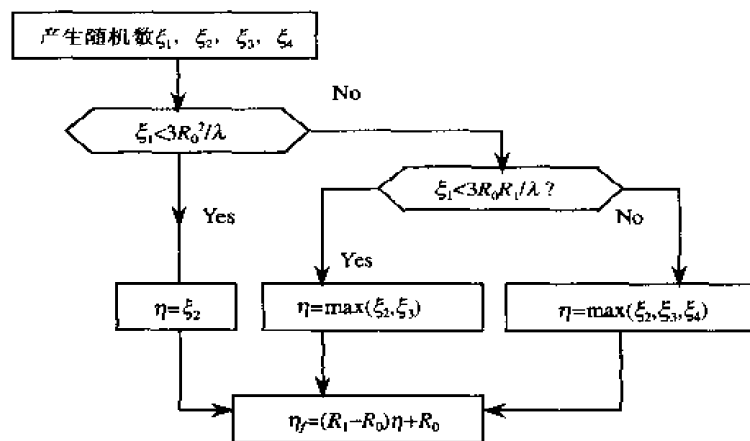 产生随机数ξ₁, ξ₂, ξ₃, ξ₄
No
ξ₁<3R₀²/λ
ξ₁<3R₀R₁/λ?
Yes
No
Yes
η=ξ₂
η=max(ξ₂,ξ₃)
η=max(ξ₂,ξ₃,ξ₄)
η_f=(R₁−R₀)η+R₀